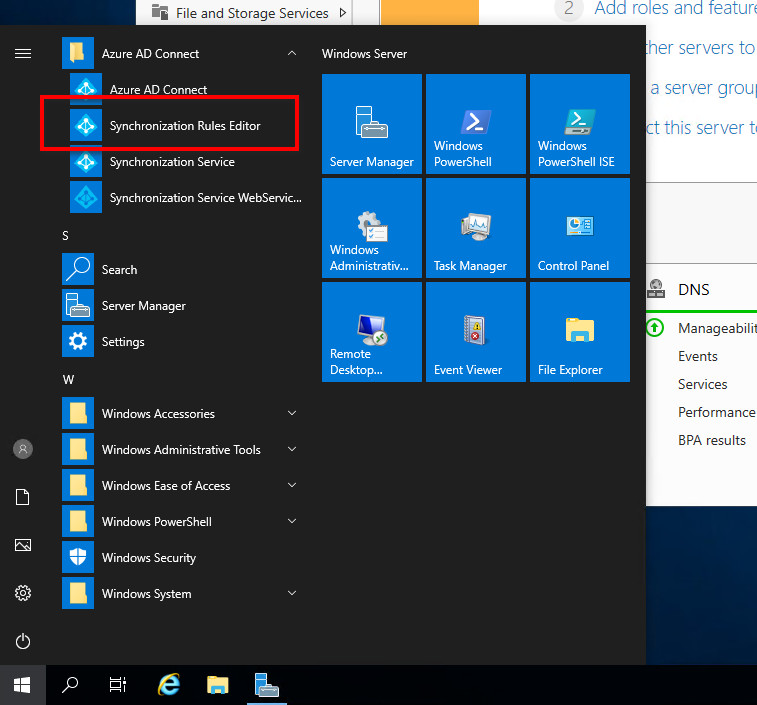 File and Storage Services
2 Add roles and feature
her servers to
a server group
ct this server to
Azure AD Connect
Azure AD Connect
Synchronization Rules Editor
Synchronization Service
Synchronization Service WebServic...
S
Search
Server Manager
Settings
W
Windows Accessories
Windows Administrative Tools
Windows Ease of Access
Windows PowerShell
Windows Security
Windows System
Windows Server
Server Manager
Windows
PowerShell
Windows
PowerShell ISE
Windows
Administrativ...
Task Manager
Control Panel
Remote
Desktop...
Event Viewer
File Explorer
DNS
Manageabilit
Events
Services
Performance
BPA results